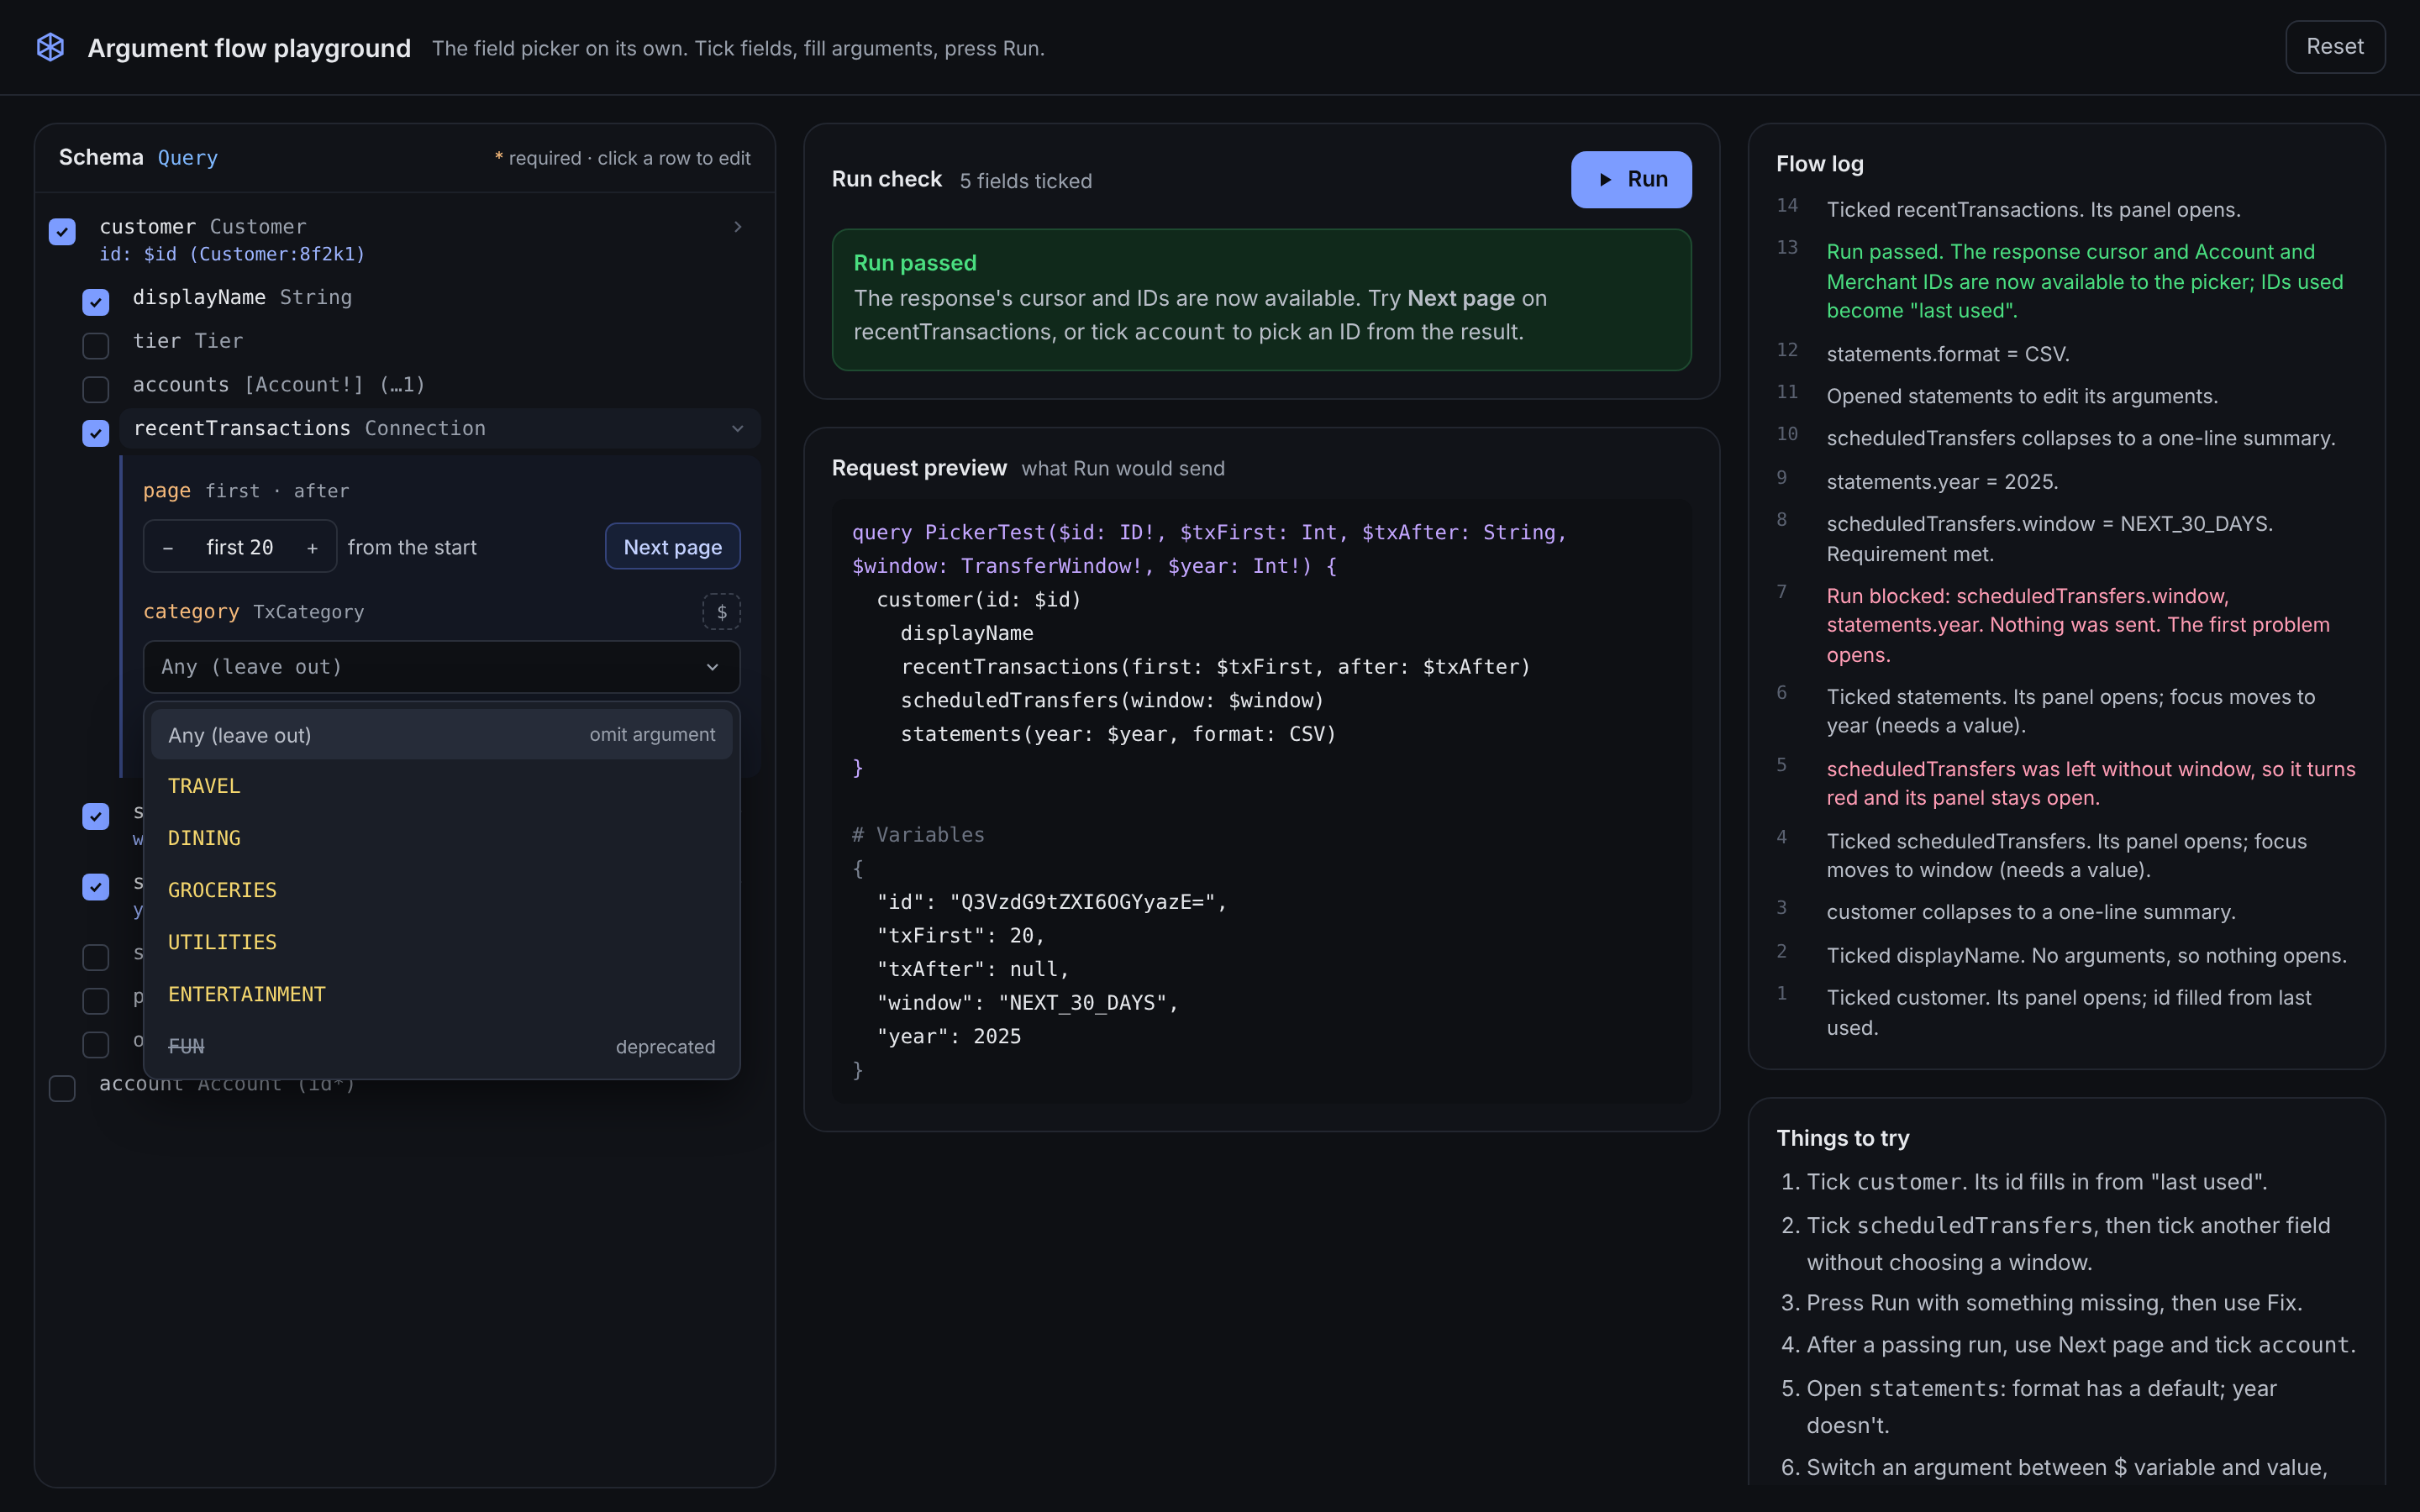 Argument flow playground The field picker on its own. Tick fields, fill arguments, press Run.
Reset
Schema Query
* required · click a row to edit
customer Customer
id: $id (Customer:8f2k1)
displayName String
tier Tier
accounts [Account!] (…1)
recentTransactions Connection
page first · after
− first 20 + from the start
Next page
category TxCategory
$
Any (leave out)
Any (leave out) omit argument
TRAVEL
DINING
GROCERIES
UTILITIES
ENTERTAINMENT
FUN deprecated
s
w
s
y
s
p
o
account Account (id*)
Run check 5 fields ticked
Run
Run passed
The response's cursor and IDs are now available. Try Next page on
recentTransactions, or tick account to pick an ID from the result.
Request preview what Run would send
query PickerTest($id: ID!, $txFirst: Int, $txAfter: String,
$window: TransferWindow!, $year: Int!) {
customer(id: $id)
displayName
recentTransactions(first: $txFirst, after: $txAfter)
scheduledTransfers(window: $window)
statements(year: $year, format: CSV)
}
# Variables
{
"id": "Q3VzdG9tZXI6OGYyazE=",
"txFirst": 20,
"txAfter": null,
"window": "NEXT_30_DAYS",
"year": 2025
}
Flow log
14 Ticked recentTransactions. Its panel opens.
13 Run passed. The response cursor and Account and
Merchant IDs are now available to the picker; IDs used
become "last used".
12 statements.format = CSV.
11 Opened statements to edit its arguments.
10 scheduledTransfers collapses to a one-line summary.
9 statements.year = 2025.
8 scheduledTransfers.window = NEXT_30_DAYS.
Requirement met.
7 Run blocked: scheduledTransfers.window,
statements.year. Nothing was sent. The first problem
opens.
6 Ticked statements. Its panel opens; focus moves to
year (needs a value).
5 scheduledTransfers was left without window, so it turns
red and its panel stays open.
4 Ticked scheduledTransfers. Its panel opens; focus
moves to window (needs a value).
3 customer collapses to a one-line summary.
2 Ticked displayName. No arguments, so nothing opens.
1 Ticked customer. Its panel opens; id filled from last
used.
Things to try
1. Tick customer. Its id fills in from "last used".
2. Tick scheduledTransfers, then tick another field
without choosing a window.
3. Press Run with something missing, then use Fix.
4. After a passing run, use Next page and tick account.
5. Open statements: format has a default; year
doesn't.
6. Switch an argument between $ variable and value,